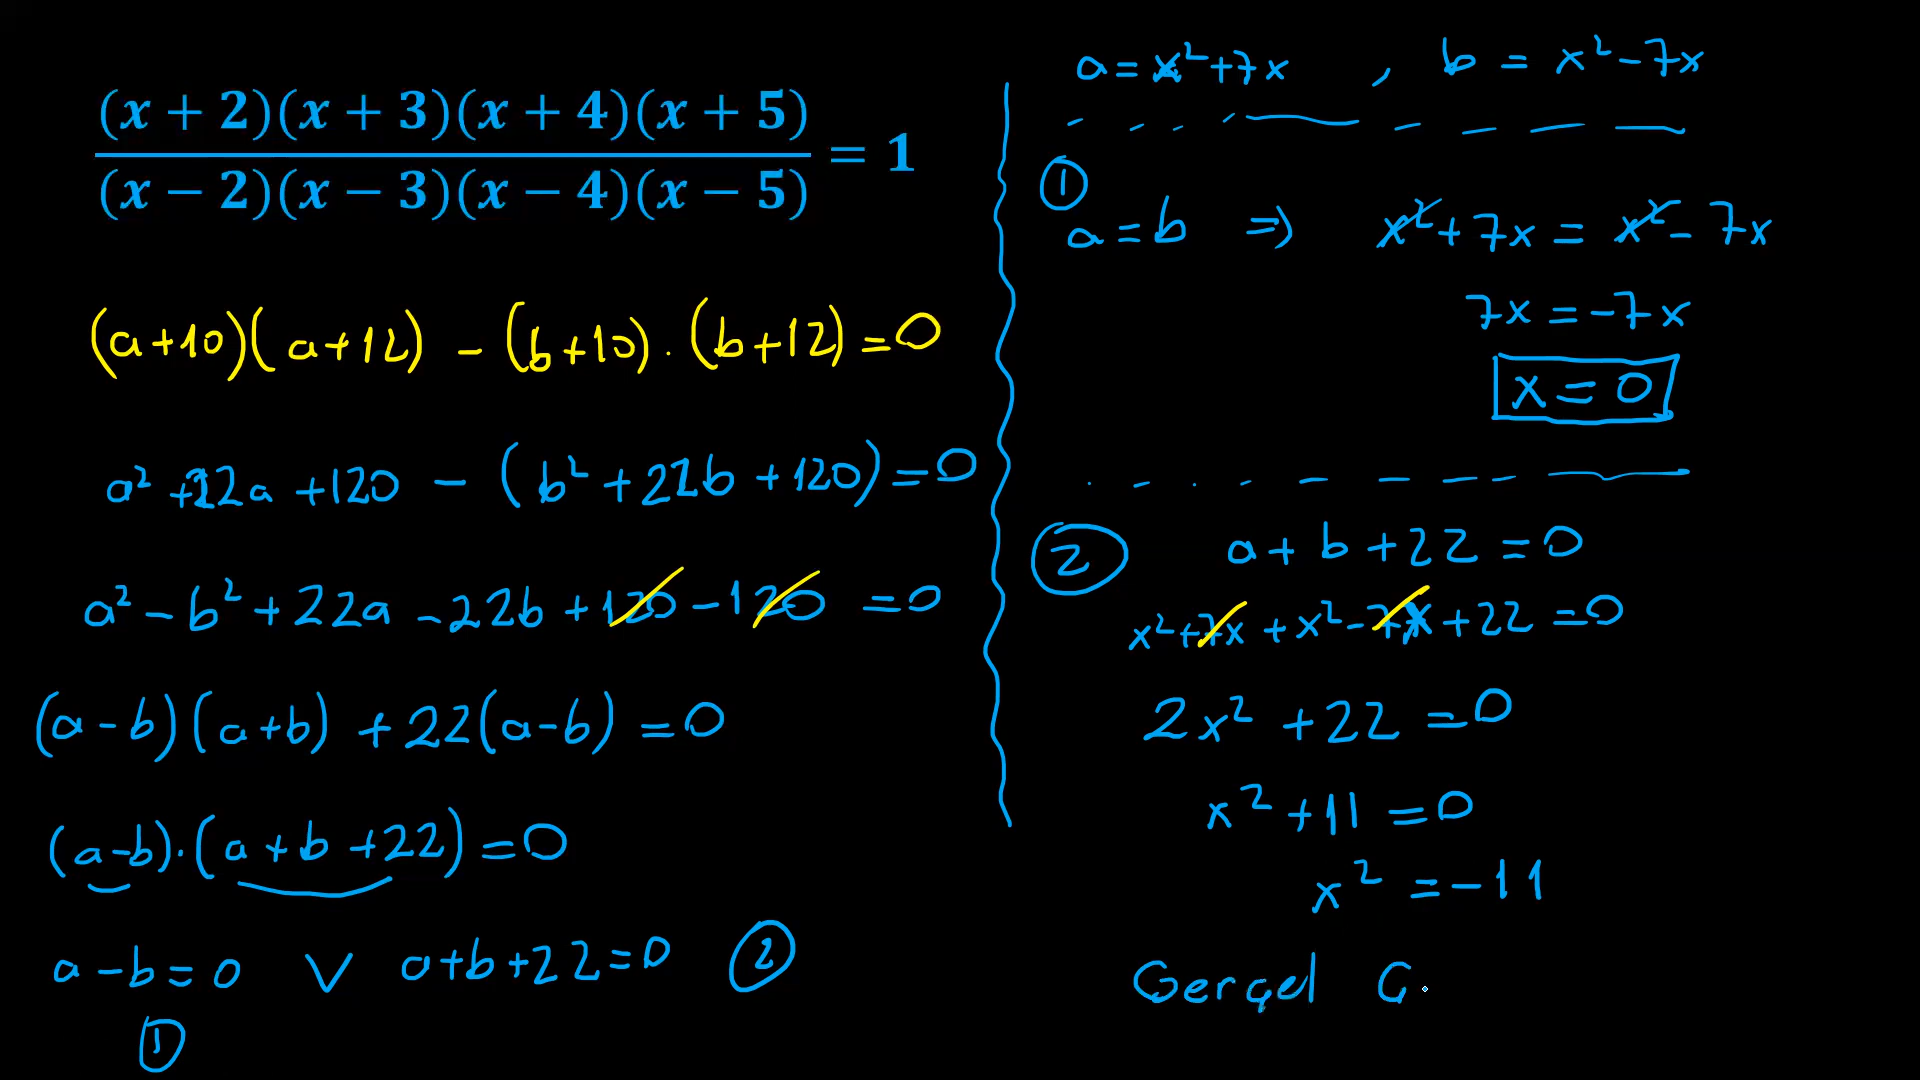 (x + 2)(x + 3)(x + 4)(x + 5)
(x − 2)(x − 3)(x − 4)(x − 5)
= 1
(a+10)(a+12) − (b+10)·(b+12) = 0
a² + 22a + 120 − (b² + 22b + 120) = 0
a² − b² + 22a − 22b + 120 − 120 = 0
(a−b)(a+b) + 22(a−b) = 0
(a−b)·(a+b+22) = 0
a−b = 0 V a+b+22 = 0 2
1
a = x² + 7x , b = x² − 7x
1
a = b ⇒ x² + 7x = x² − 7x
7x = −7x
x = 0
2 a + b + 22 = 0
x² + 7x + x² − 7x + 22 = 0
2x² + 22 = 0
x² + 11 = 0
x² = −11
Gerçel Ç